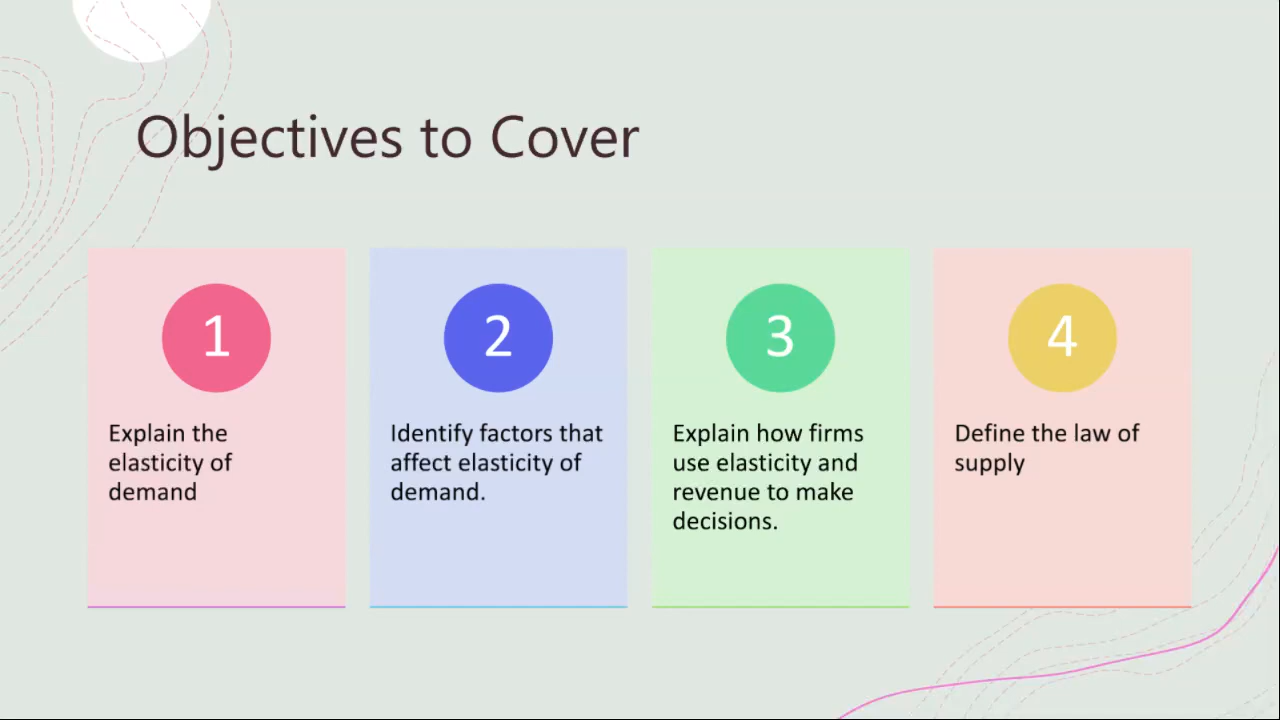 Objectives to Cover
1
Explain the
elasticity of
demand
2
Identify factors that
affect elasticity of
demand.
3
Explain how firms
use elasticity and
revenue to make
decisions.
4
Define the law of
supply